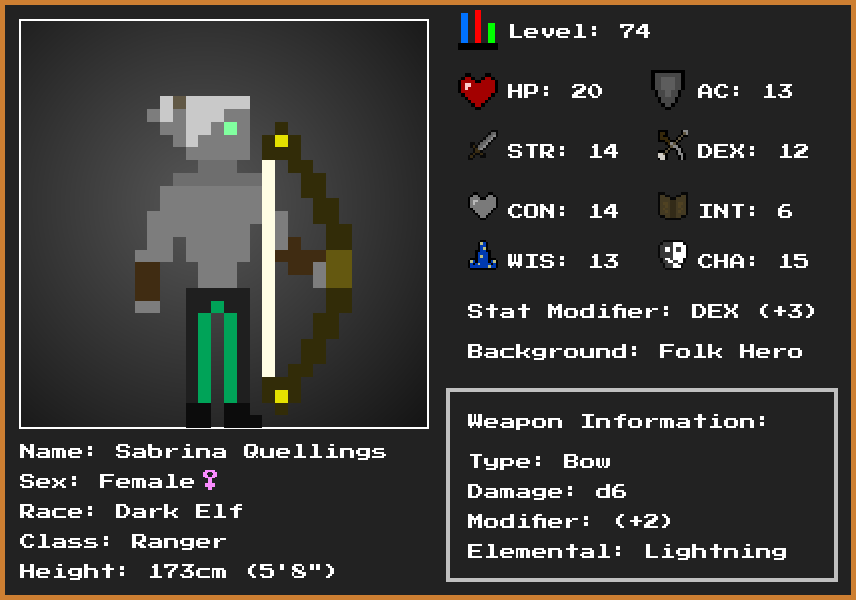 Level: 74
HP: 20 AC: 13
STR: 14 DEX: 12
CON: 14 INT: 6
WIS: 13 CHA: 15
Stat Modifier: DEX (+3)
Background: Folk Hero
Weapon Information:
Type: Bow
Damage: d6
Modifier: (+2)
Elemental: Lightning
Name: Sabrina Quellings
Sex: Female♀
Race: Dark Elf
Class: Ranger
Height: 173cm (5'8")